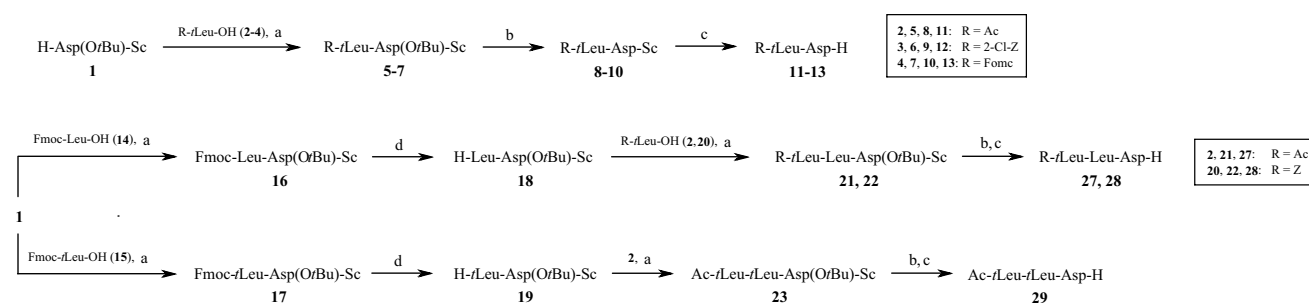 R-tLeu-OH (2-4), a
b
c
H-Asp(OtBu)-Sc
R-tLeu-Asp(OtBu)-Sc
R-tLeu-Asp-Sc
R-tLeu-Asp-H
1
5-7
8-10
11-13
2, 5, 8, 11: R = Ac
3, 6, 9, 12: R = 2-Cl-Z
4, 7, 10, 13: R = Fomc
Fmoc-Leu-OH (14), a
d
R-tLeu-OH (2,20), a
b, c
Fmoc-Leu-Asp(OtBu)-Sc
H-Leu-Asp(OtBu)-Sc
R-tLeu-Leu-Asp(OtBu)-Sc
R-tLeu-Leu-Asp-H
16
18
21, 22
27, 28
2, 21, 27: R = Ac
20, 22, 28: R = Z
1
Fmoc-tLeu-OH (15), a
d
2, a
b, c
Fmoc-tLeu-Asp(OtBu)-Sc
H-tLeu-Asp(OtBu)-Sc
Ac-tLeu-tLeu-Asp(OtBu)-Sc
Ac-tLeu-tLeu-Asp-H
17
19
23
29